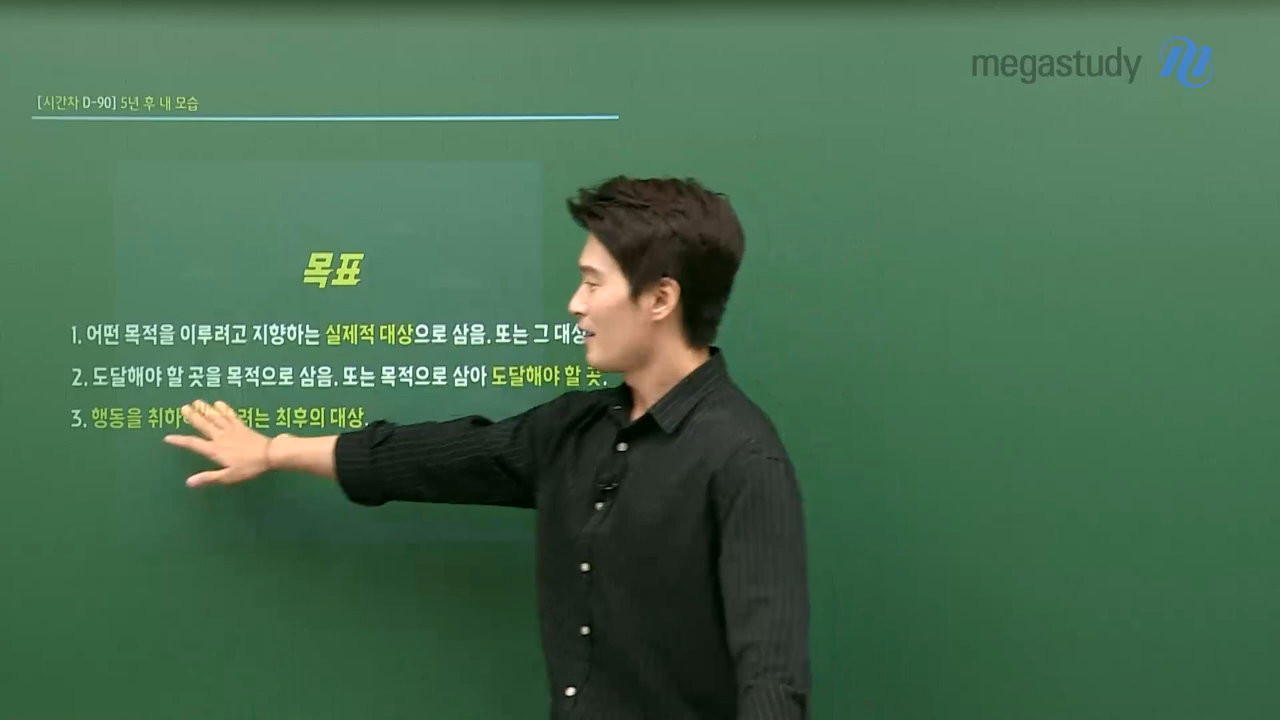 megastudy
[시간차 D-90] 5년 후 내 모습
목표
1. 어떤 목적을 이루려고 지향하는 실제적 대상으로 삼음. 또는 그 대상
2. 도달해야 할 곳을 목적으로 삼음. 또는 목적으로 삼아 도달해야 할 곳.
3. 행동을 취하 려는 최후의 대상.